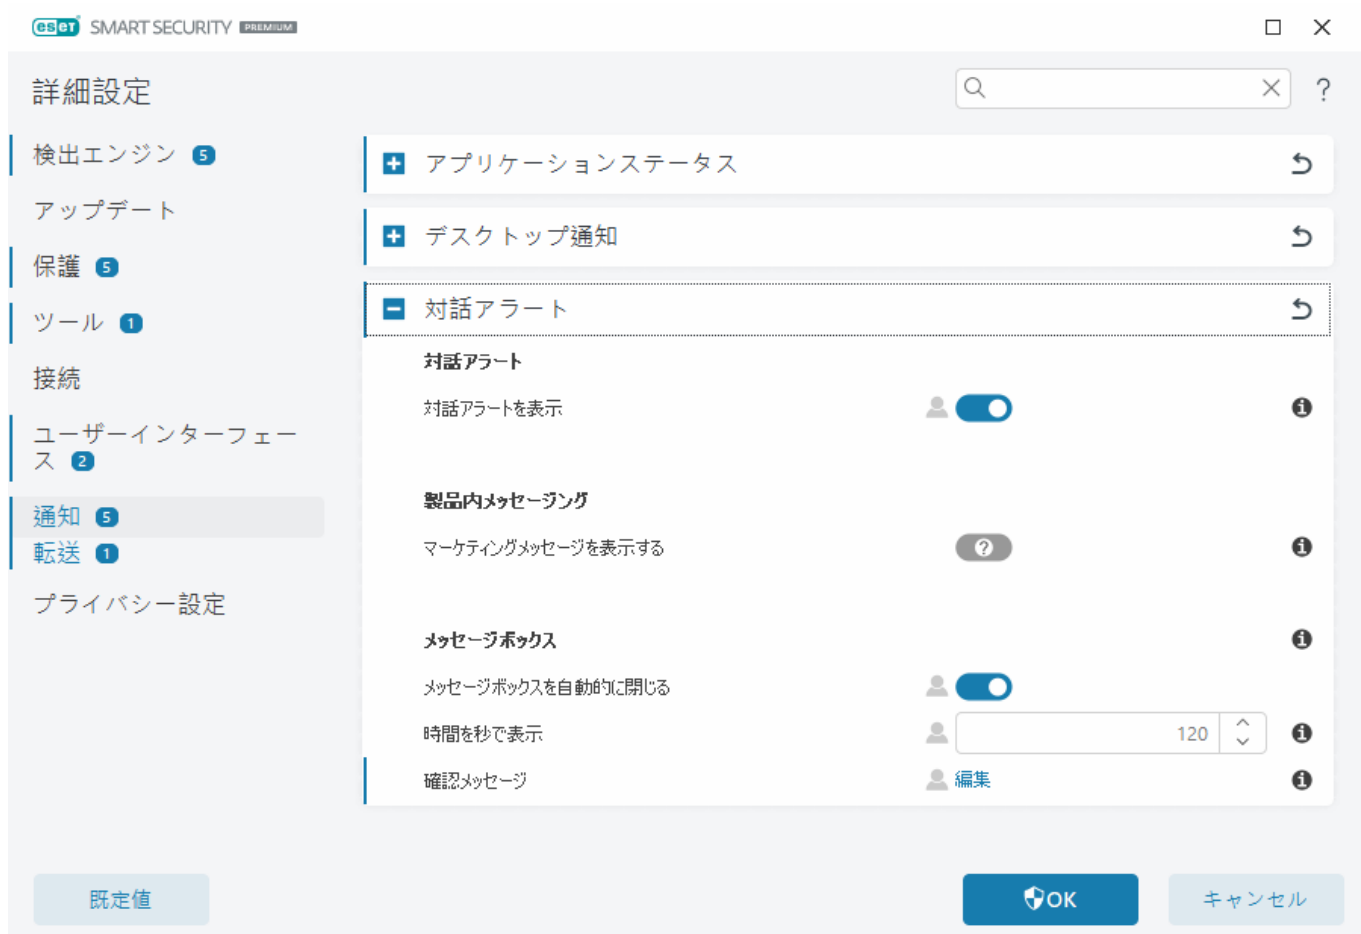 eset SMART SECURITY PREMIUM
詳細設定
?
検出エンジン 5
アップデート
保護 5
ツール 1
接続
ユーザーインターフェー
ス 2
通知 5
転送 1
プライバシー設定
アプリケーションステータス
デスクトップ通知
対話アラート
対話アラート
対話アラートを表示
製品内メッセージング
マーケティングメッセージを表示する
メッセージボックス
メッセージボックスを自動的に閉じる
時間を秒で表示 120
確認メッセージ 編集
既定値
OK
キャンセル